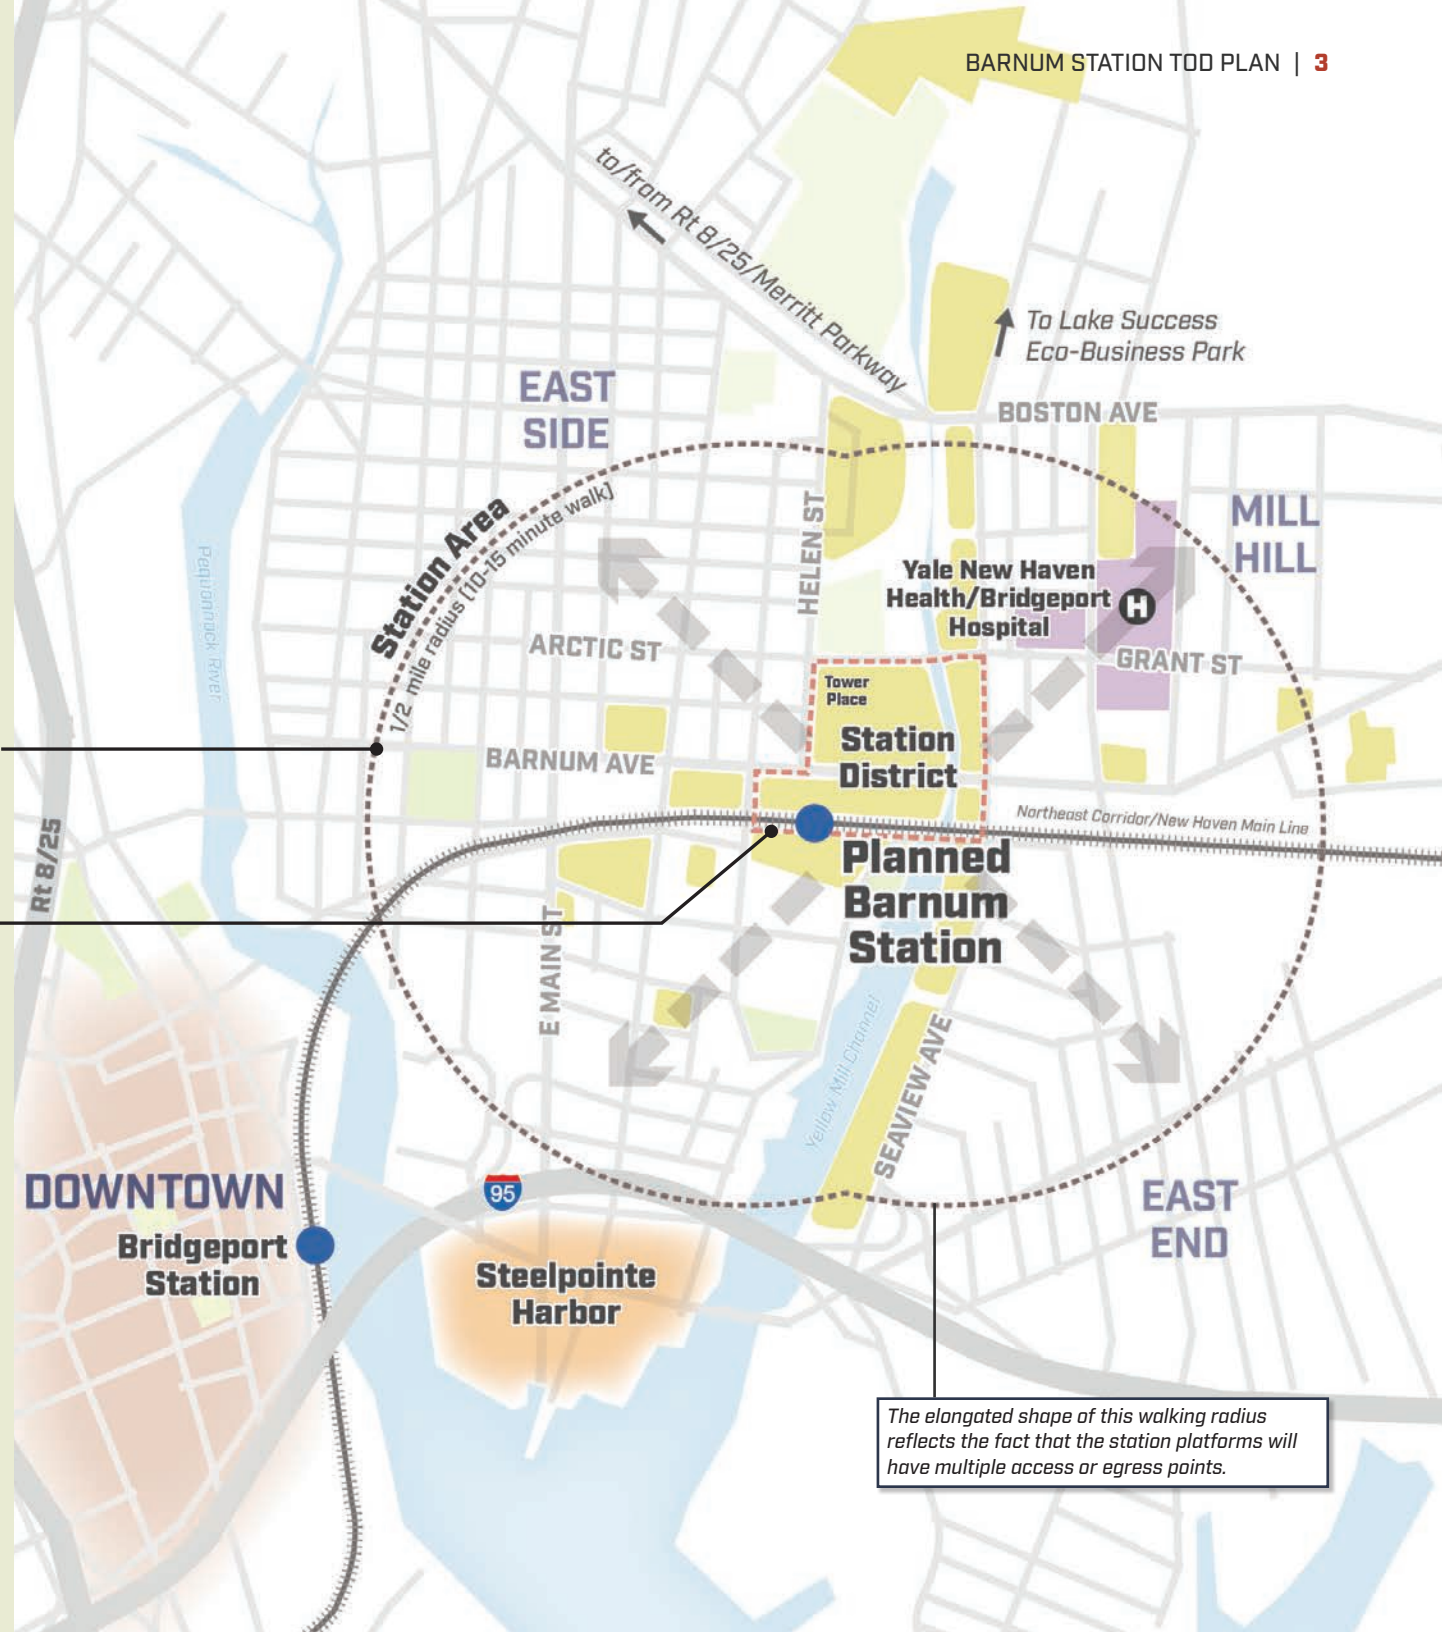 BARNUM STATION TOD PLAN | 3
to/from Rt 8/25/Merritt Parkway
To Lake Success
Eco-Business Park
EAST
SIDE
BOSTON AVE
Station Area
1/2 mile radius (10-15 minute walk)
HELEN ST
MILL
HILL
Pequonnock River
Yale New Haven
Health/Bridgeport
Hospital
H
ARCTIC ST
GRANT ST
Tower
Place
Station
District
BARNUM AVE
Northeast Corridor/New Haven Main Line
Rt 8/25
Planned
Barnum
Station
E MAIN ST
Yellow Mill Channel
SEAVIEW AVE
DOWNTOWN
95
EAST
END
Bridgeport
Station
Steelpointe
Harbor
The elongated shape of this walking radius
reflects the fact that the station platforms will
have multiple access or egress points.